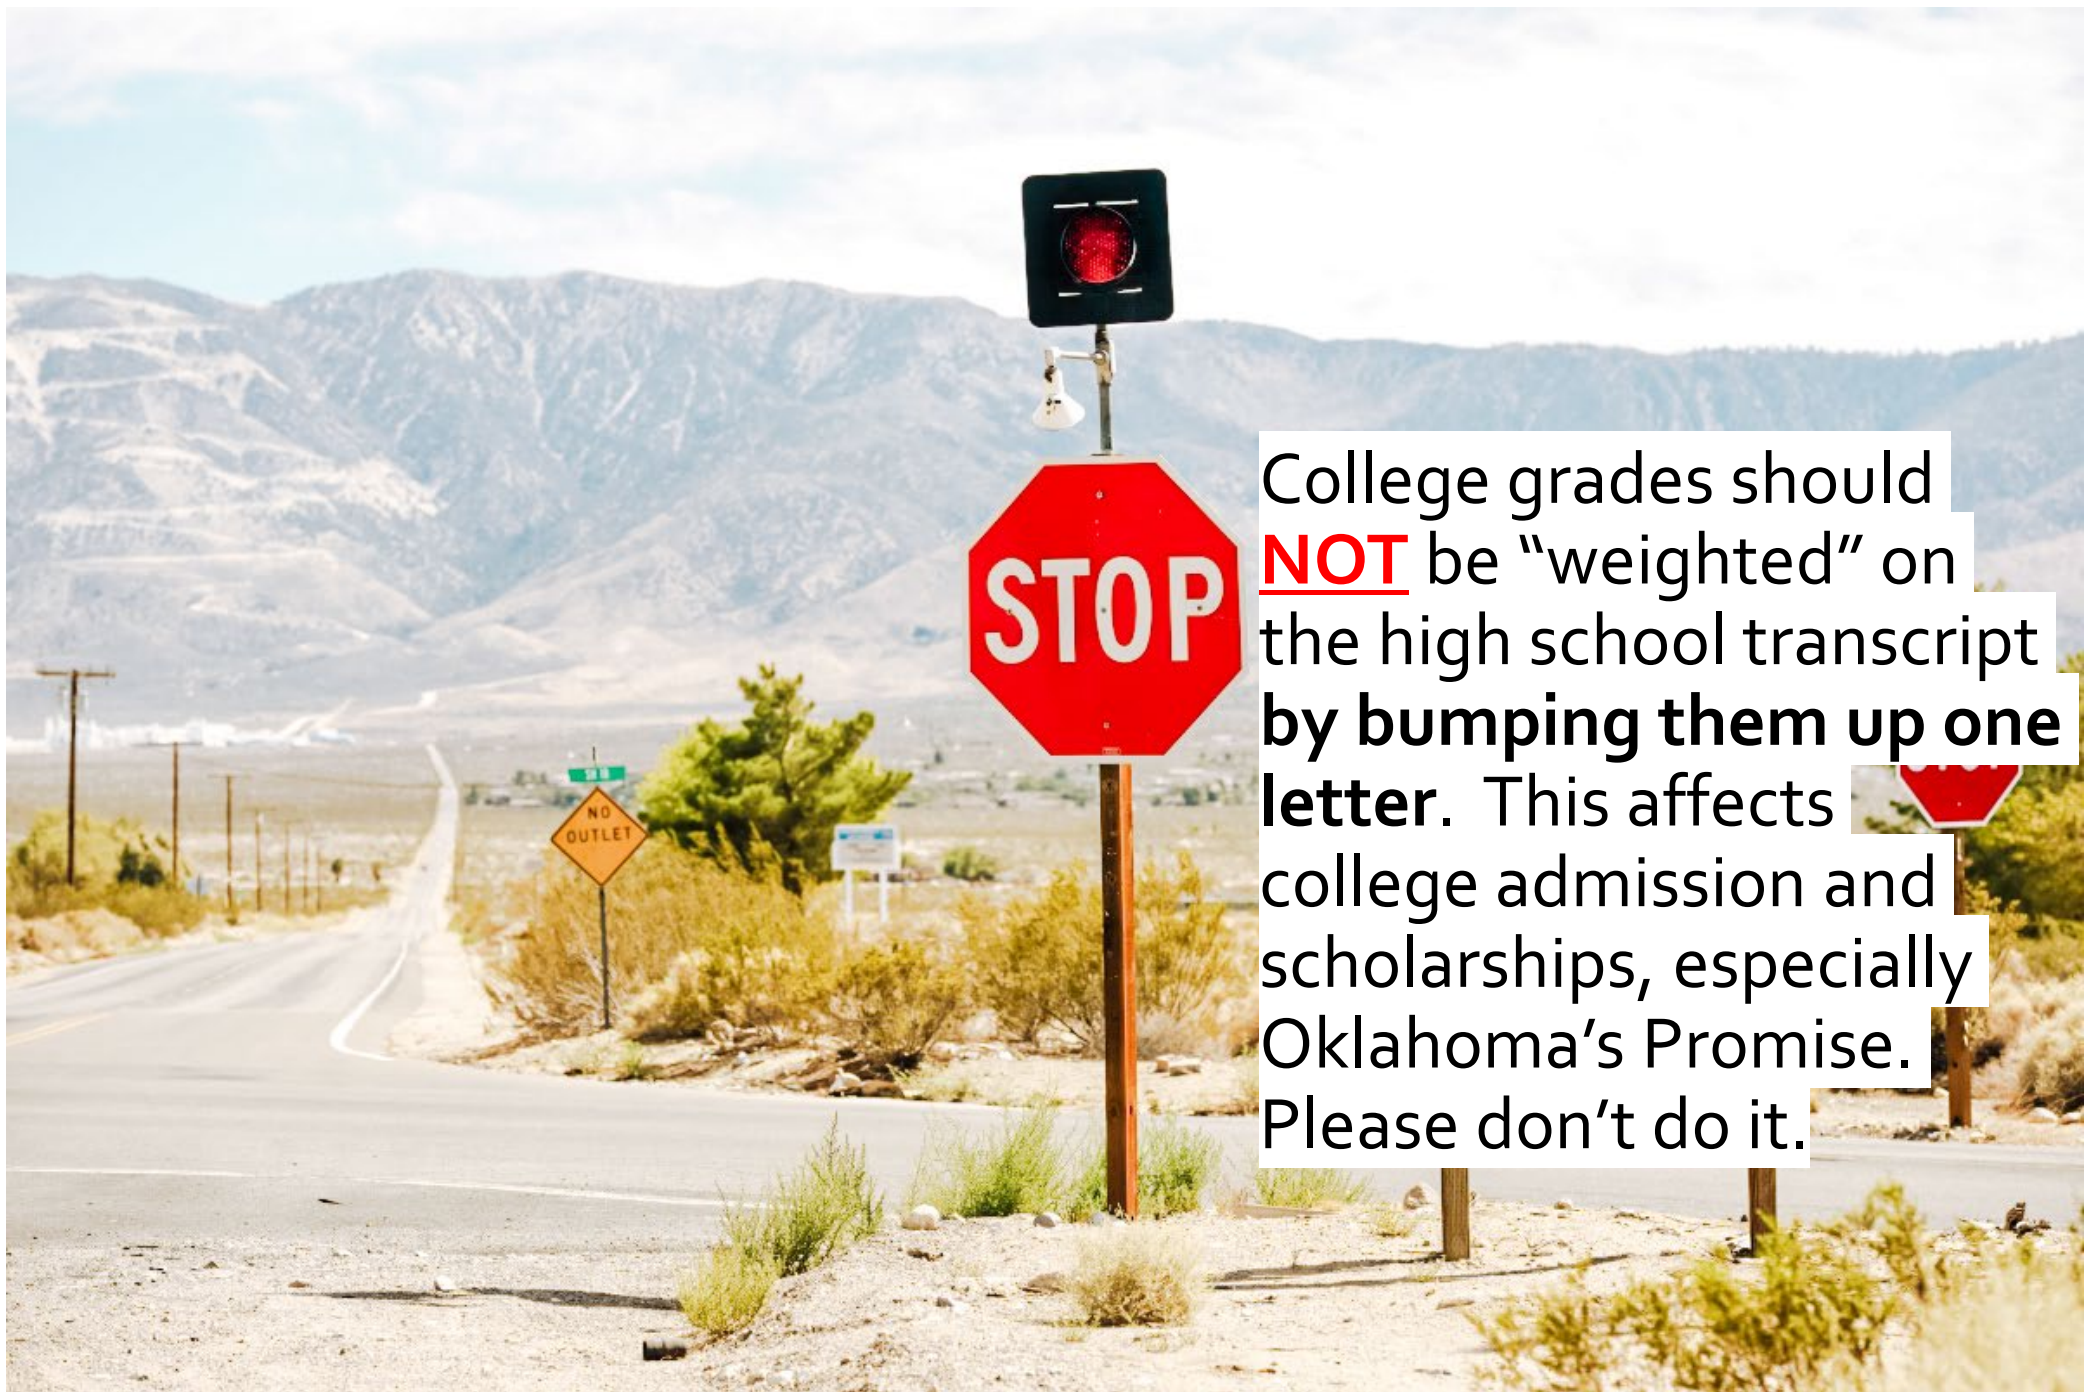 College grades should
NOT be “weighted” on
the high school transcript
by bumping them up one
letter.  This affects
college admission and
scholarships, especially
Oklahoma’s Promise.
Please don’t do it.
STOP
NO
OUTLET